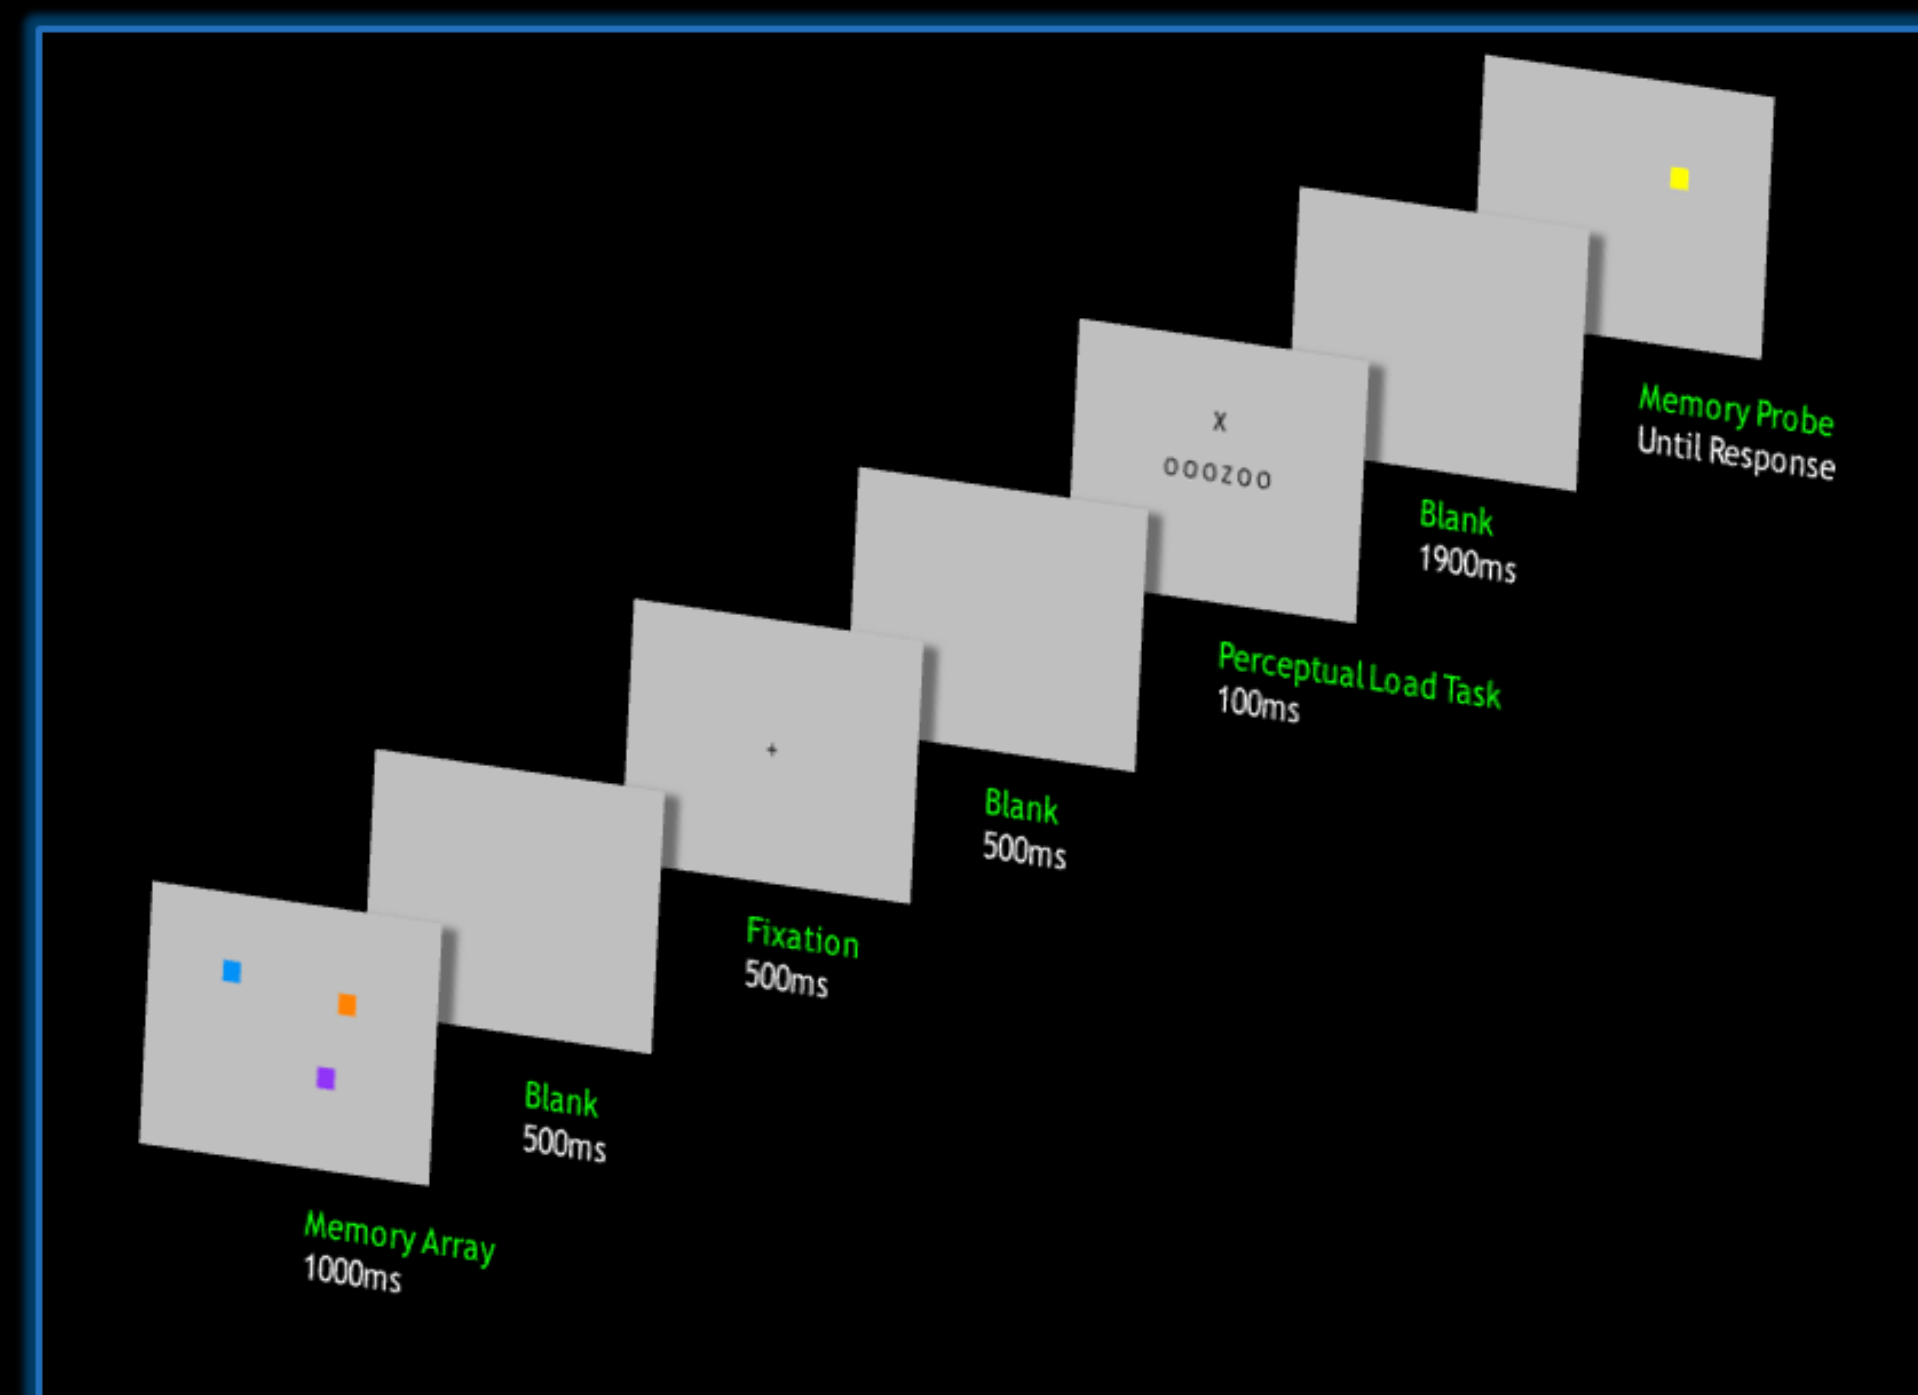 Memory Array
1000ms
Blank
500ms
+
Fixation
500ms
Blank
500ms
X
OOOZOO
Perceptual Load Task
100ms
Blank
1900ms
Memory Probe
Until Response